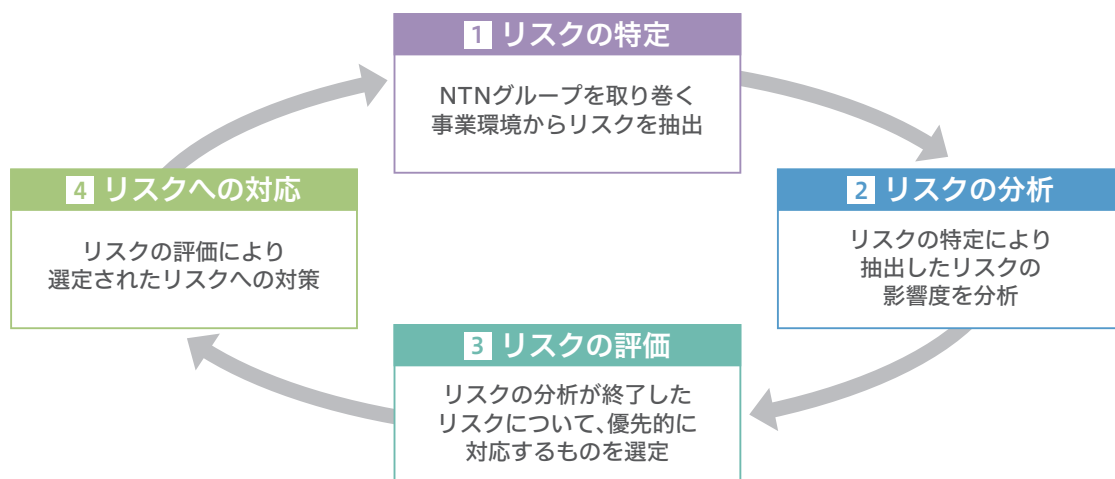 1 リスクの特定
NTNグループを取り巻く
事業環境からリスクを抽出
2 リスクの分析
リスクの特定により
抽出したリスクの
影響度を分析
3 リスクの評価
リスクの分析が終了した
リスクについて、優先的に
対応するものを選定
4 リスクへの対応
リスクの評価により
選定されたリスクへの対策